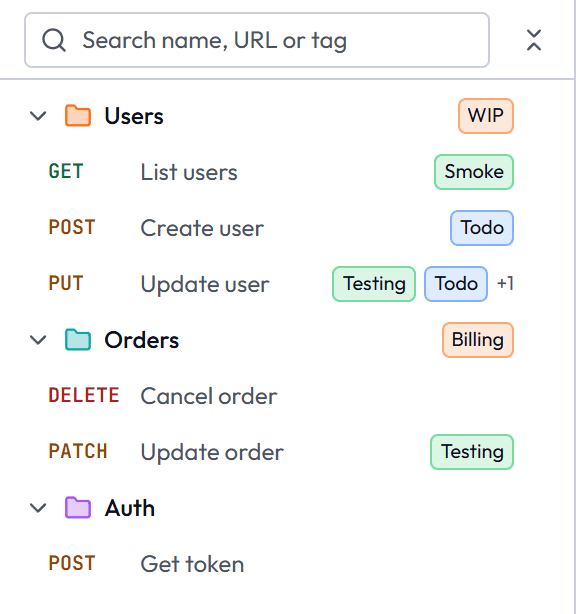 Search name, URL or tag
Users WIP
GET List users Smoke
POST Create user Todo
PUT Update user Testing Todo +1
Orders Billing
DELETE Cancel order
PATCH Update order Testing
Auth
POST Get token